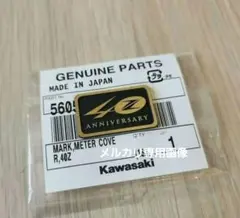 GENUINE PARTS
MADE IN JAPAN
5605
40
ANNIVERSARY
MARK,METER COVE
R,40Z
1
メルカリ専用画像
Kawasaki